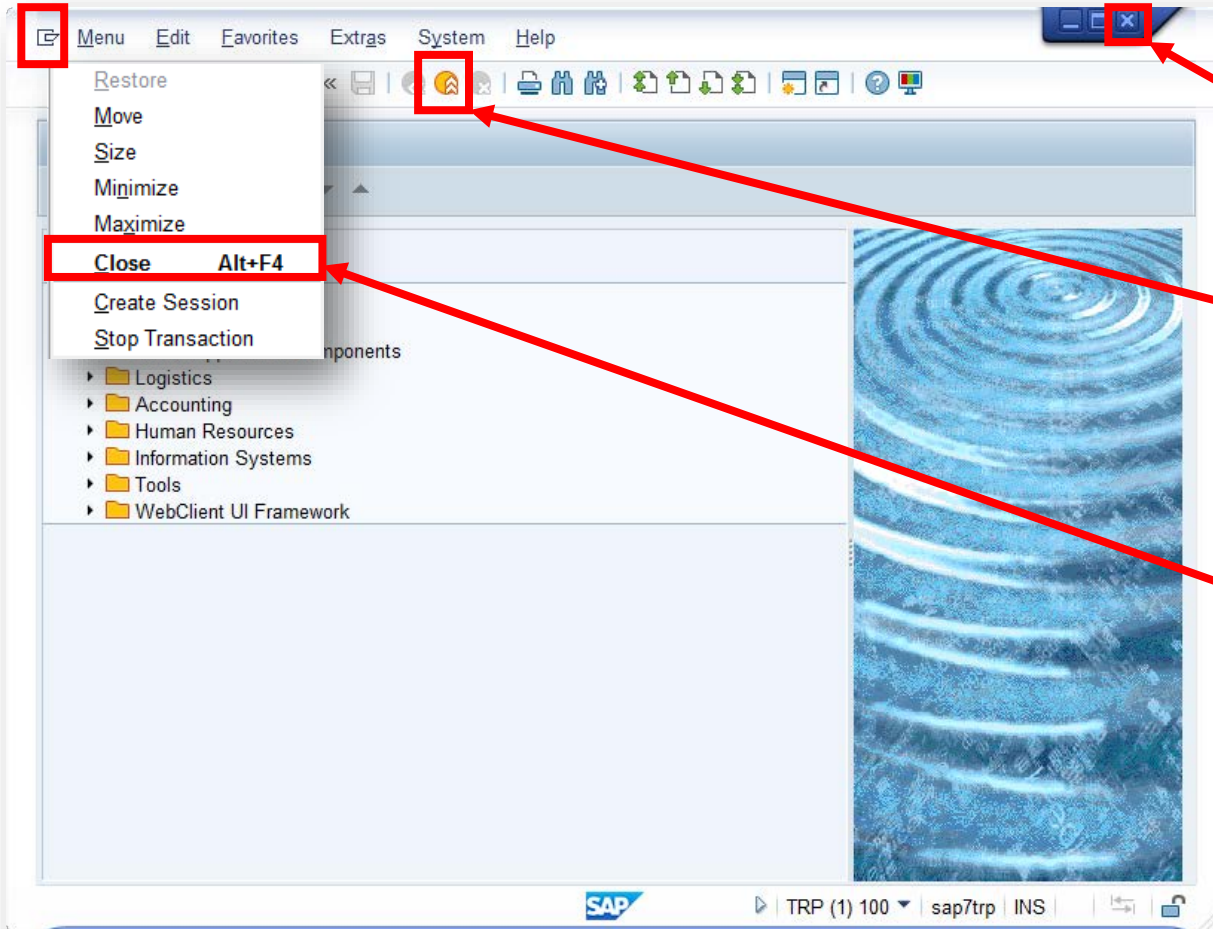 Menu Edit Favorites Extras System Help
Restore
«
Move
Size
Minimize
Maximize
Close Alt+F4
Create Session
Stop Transaction
Logistics
Accounting
Human Resources
Information Systems
Tools
WebClient UI Framework
SAP TRP (1) 100 sap7trp INS